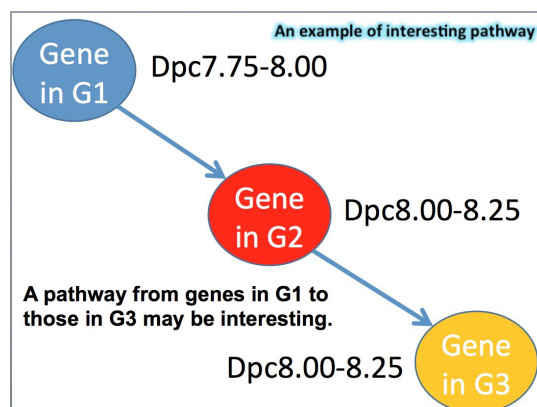 An example of interesting pathway
Gene
in G1
Dpc7.75-8.00
Gene
in G2
Dpc8.00-8.25
A pathway from genes in G1 to
those in G3 may be interesting.
Gene
in G3
Dpc8.00-8.25